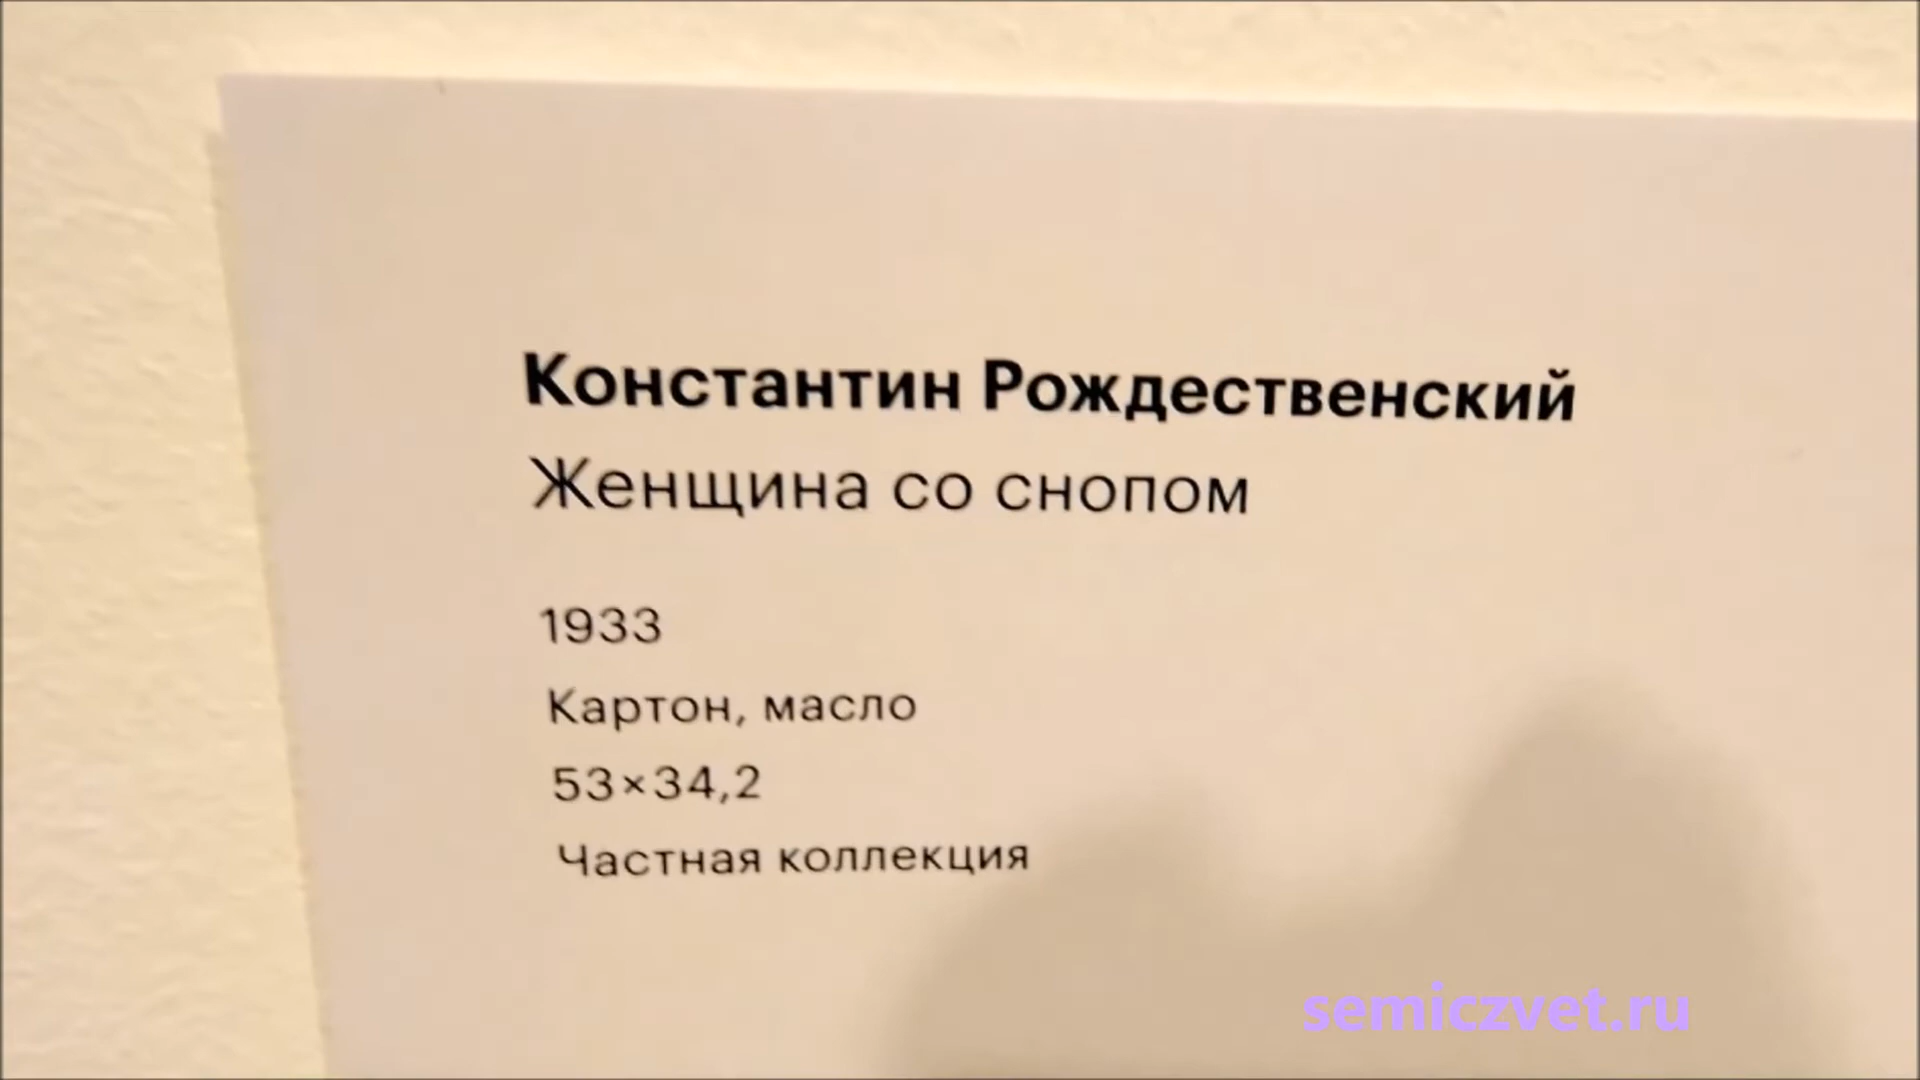 Константин Рождественский
Женщина со снопом
1933
Картон, масло
53×34,2
Частная коллекция
semiczvet.ru